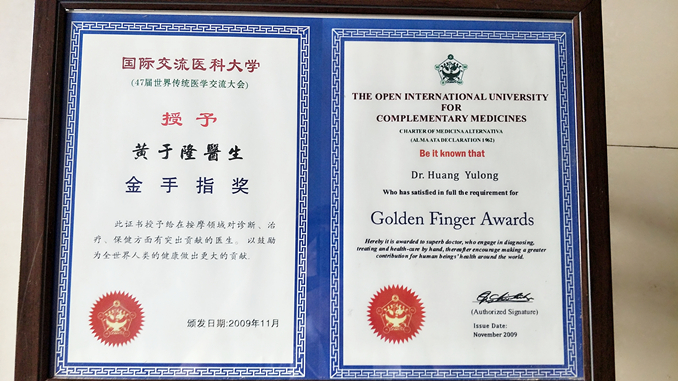 国际交流医科大学
(47届世界传统医学交流大会)
授予
黄于隆醫生
金手指奖
此证书授予给在按摩领域对诊断、治
疗、保健方面有突出贡献的医生。以鼓励
为全世界人类的健康做出更大的贡献.
颁发日期:2009年11月
THE OPEN INTERNATIONAL UNIVERSITY
FOR
COMPLEMENTARY MEDICINES
CHARTER OF MEDICINA ALTERNATIVA
(ALMA ATA DECLARATION 1962)
Be it known that
Dr. Huang Yulong
Who has satisfied in full the requirement for
Golden Finger Awards
Hereby it is awarded to superb doctor, who engage in diagnosing,
treating and health-care by hand, thereafter encourage making a greater
contribution for human beings' health around the world.
(Authorized Signature)
Issue Date:
November 2009